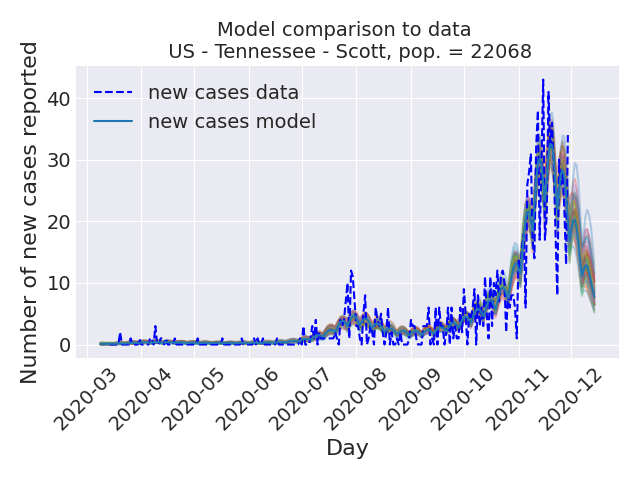 Model comparison to data
US - Tennessee - Scott, pop. = 22068
Number of new cases reported
40
30
20
10
0
new cases data
new cases model
2020-03
2020-04
2020-05
2020-06
2020-07
2020-08
2020-09
2020-10
2020-11
2020-12
Day